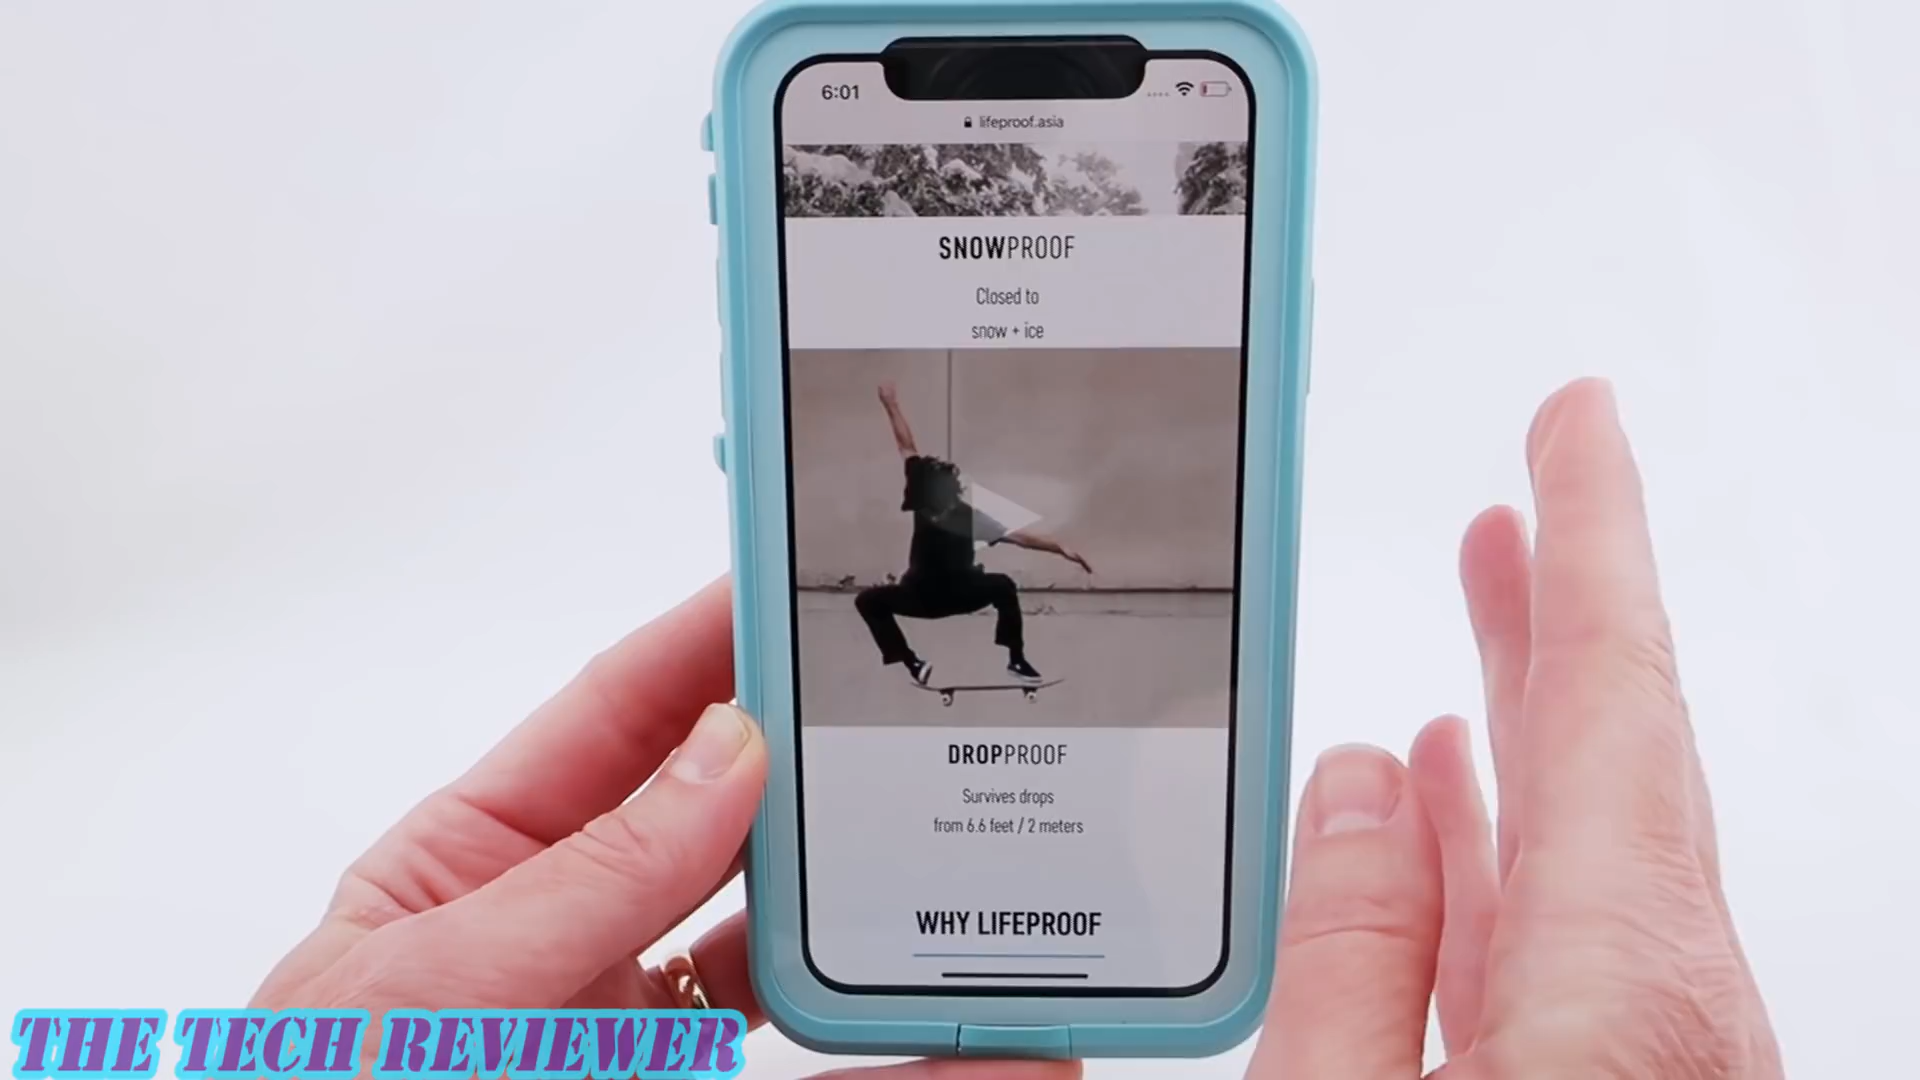 6:01
lifeproof.asia
SNOWPROOF
Closed to
snow + ice
DROPPROOF
Survives drops
from 6.6 feet / 2 meters
WHY LIFEPROOF
THE TECH REVIEWER